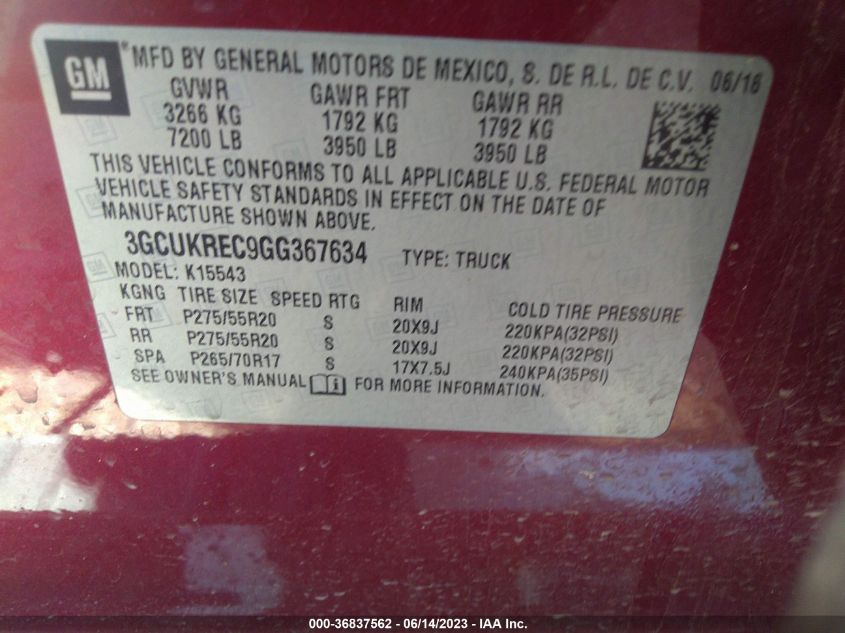 GM
®MFD BY GENERAL MOTORS DE MEXICO, S. DE R.L. DE C.V. 06/16
GVWR GAWR FRT GAWR RR
3266 KG 1792 KG 1792 KG
7200 LB 3950 LB 3950 LB
THIS VEHICLE CONFORMS TO ALL APPLICABLE U.S. FEDERAL MOTOR
VEHICLE SAFETY STANDARDS IN EFFECT ON THE DATE OF
MANUFACTURE SHOWN ABOVE.
3GCUKREC9GG367634 TYPE: TRUCK
MODEL: K15543
KGNG TIRE SIZE SPEED RTG RIM COLD TIRE PRESSURE
FRT P275/55R20 S 20X9J 220KPA(32PSI)
RR P275/55R20 S 20X9J 220KPA(32PSI)
SPA P265/70R17 S 17X7.5J 240KPA(35PSI)
SEE OWNER'S MANUAL FOR MORE INFORMATION.
000-36837562 - 06/14/2023 - IAA Inc.